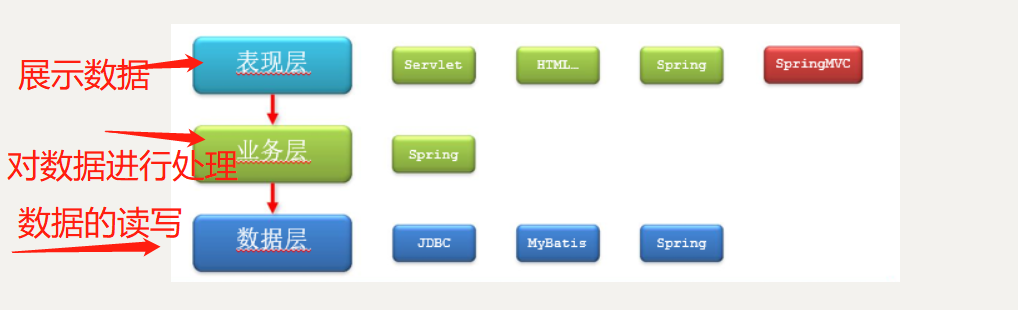 展示数据
表现层 Servlet HTML… Spring SpringMVC
对数据进行处理
业务层 Spring
数据的读写
数据层 JDBC MyBatis Spring